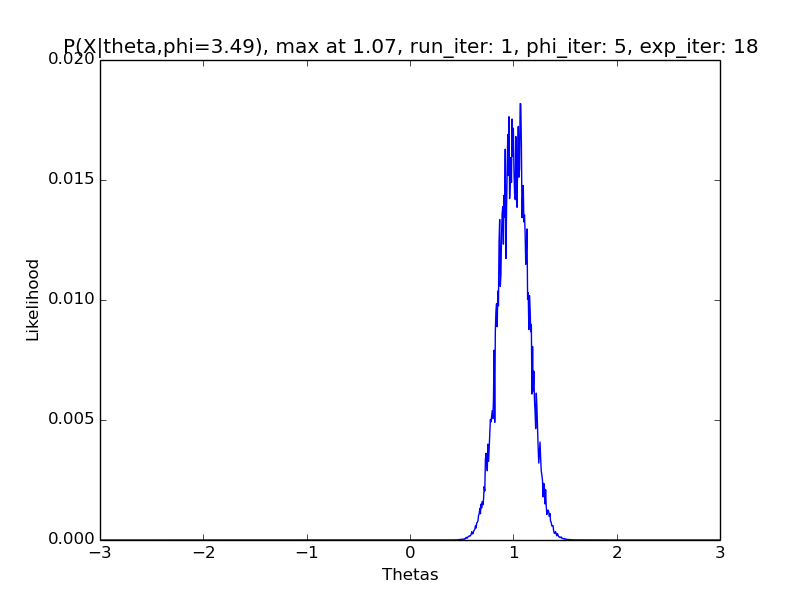 P(X|theta,phi=3.49), max at 1.07, run_iter: 1, phi_iter: 5, exp_iter: 18
0.020
0.015
0.010
0.005
0.000
Likelihood
−3 −2 −1 0 1 2 3
Thetas